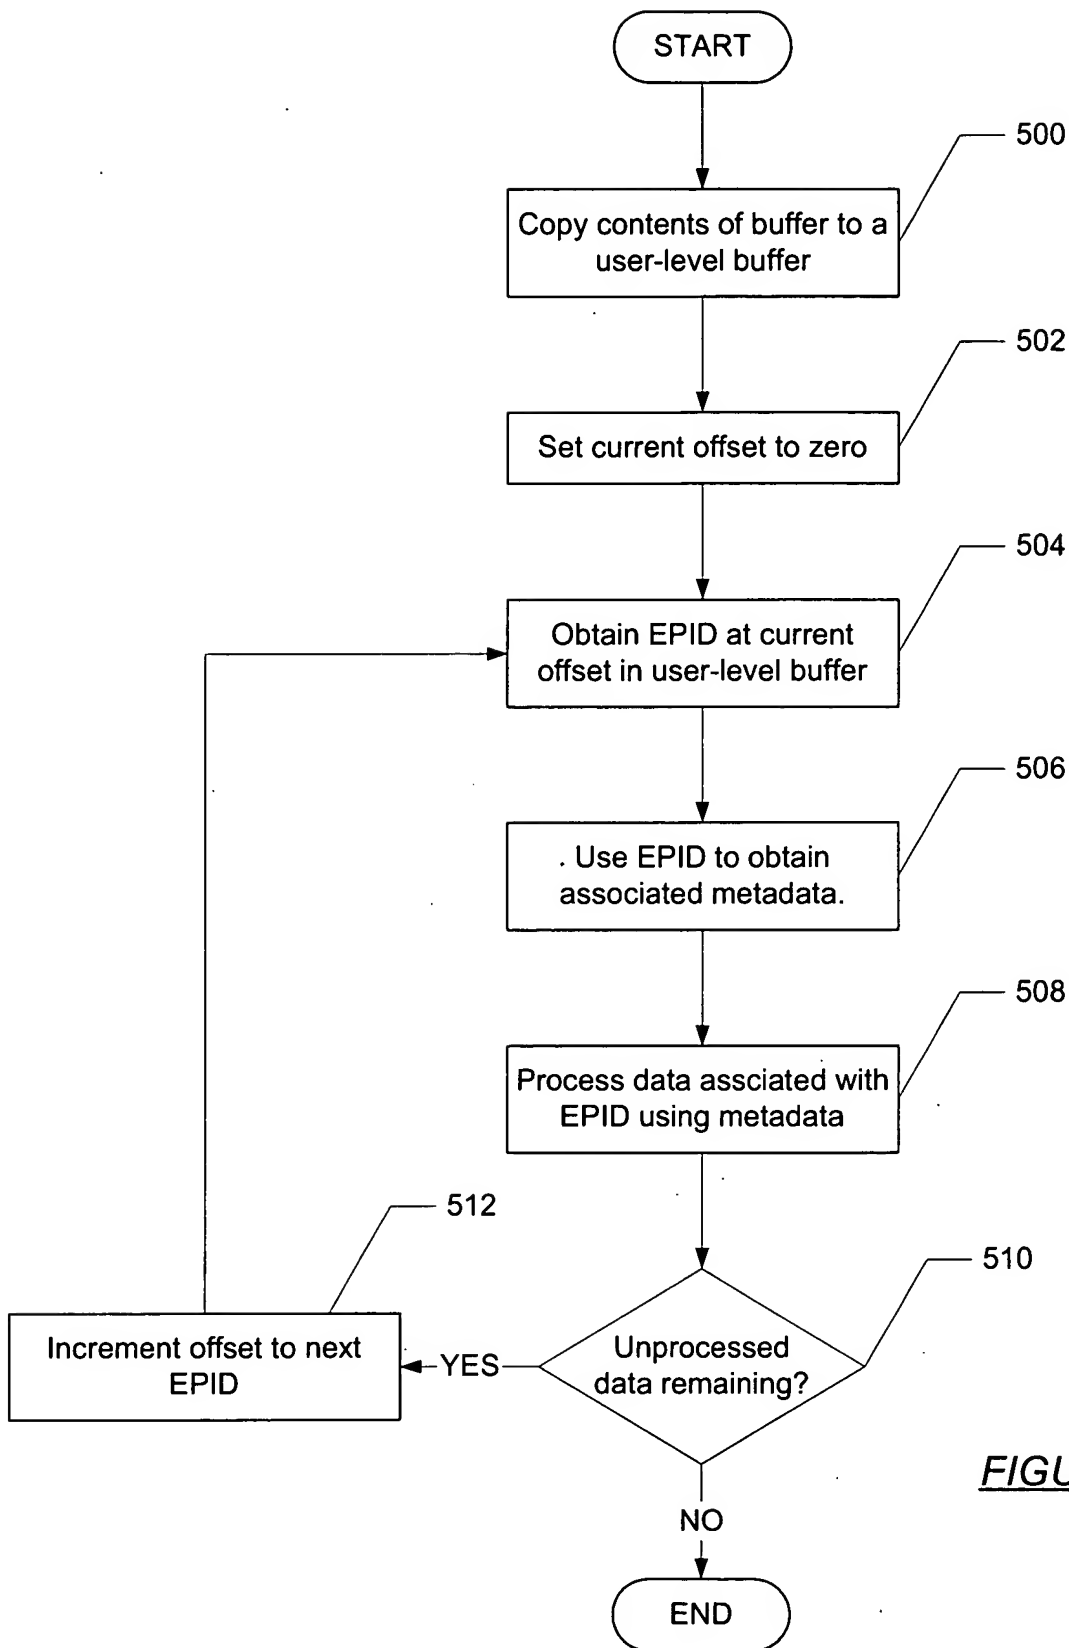 START
500
Copy contents of buffer to a
user-level buffer
502
Set current offset to zero
504
Obtain EPID at current
offset in user-level buffer
506
Use EPID to obtain
associated metadata.
508
Process data assciated with
EPID using metadata
512
510
Increment offset to next
EPID
YES
Unprocessed
data remaining?
FIGU
NO
END